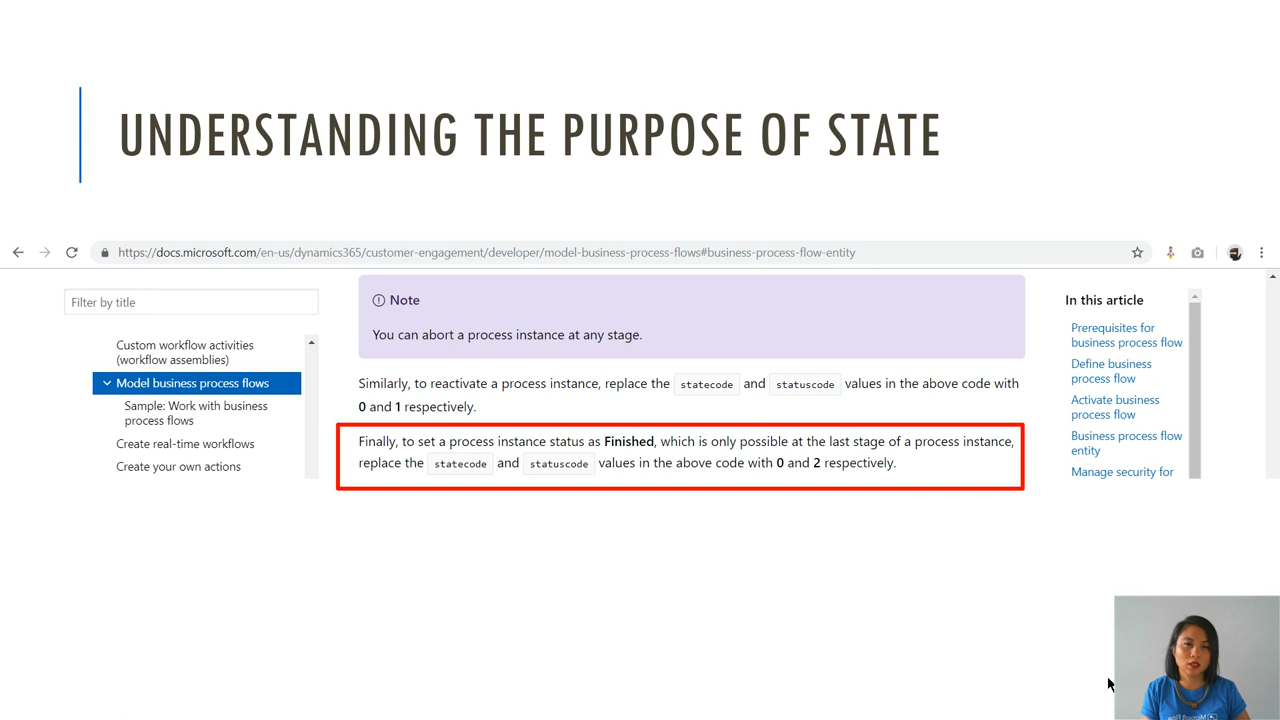 UNDERSTANDING THE PURPOSE OF STATE
https://docs.microsoft.com/en-us/dynamics365/customer-engagement/developer/model-business-process-flows#business-process-flow-entity
Filter by title
Custom workflow activities
(workflow assemblies)
Model business process flows
Sample: Work with business
process flows
Create real-time workflows
Create your own actions
Note
You can abort a process instance at any stage.
Similarly, to reactivate a process instance, replace the statecode and statuscode values in the above code with
0 and 1 respectively.
Finally, to set a process instance status as Finished, which is only possible at the last stage of a process instance,
replace the statecode and statuscode values in the above code with 0 and 2 respectively.
In this article
Prerequisites for
business process flow
Define business
process flow
Activate business
process flow
Business process flow
entity
Manage security for